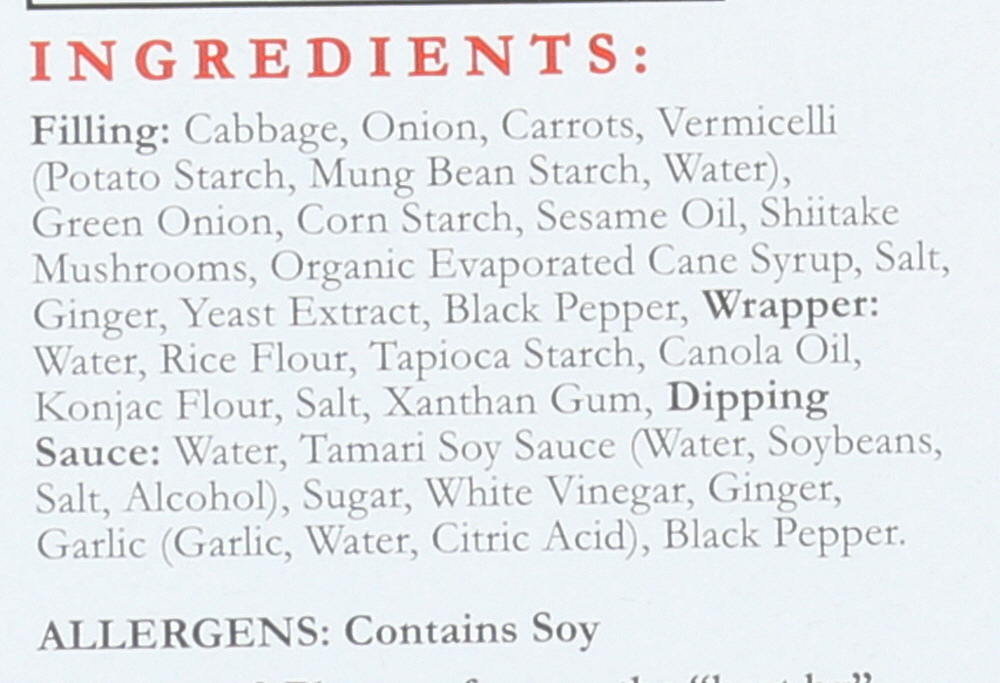 INGREDIENTS:
Filling: Cabbage, Onion, Carrots, Vermicelli
(Potato Starch, Mung Bean Starch, Water),
Green Onion, Corn Starch, Sesame Oil, Shiitake
Mushrooms, Organic Evaporated Cane Syrup, Salt,
Ginger, Yeast Extract, Black Pepper, Wrapper:
Water, Rice Flour, Tapioca Starch, Canola Oil,
Konjac Flour, Salt, Xanthan Gum, Dipping
Sauce: Water, Tamari Soy Sauce (Water, Soybeans,
Salt, Alcohol), Sugar, White Vinegar, Ginger,
Garlic (Garlic, Water, Citric Acid), Black Pepper.
ALLERGENS: Contains Soy